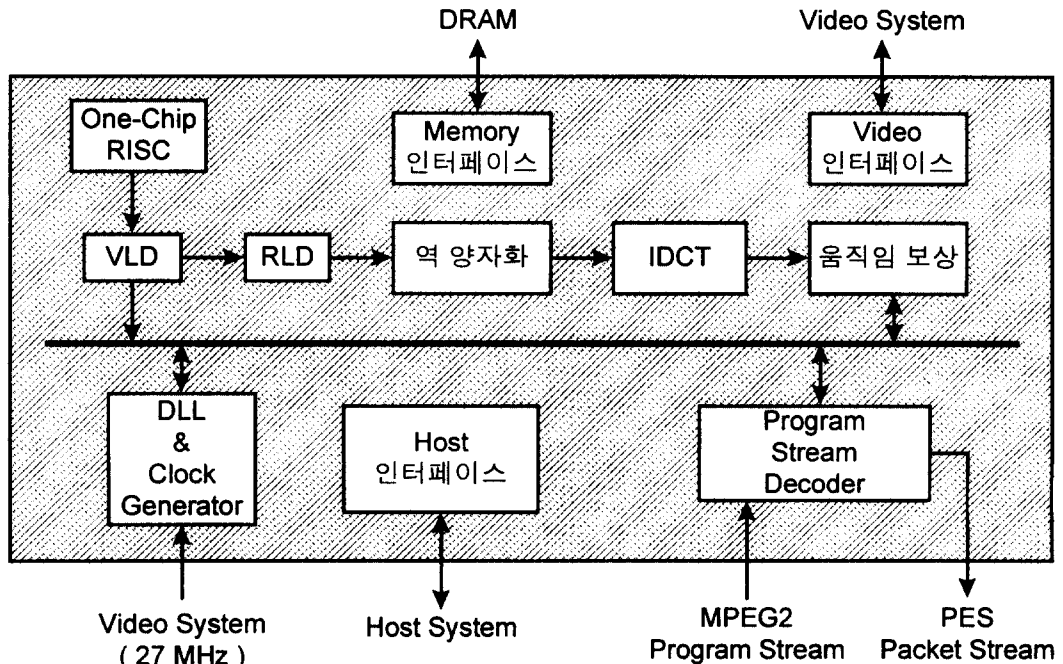 DRAM
Video System
One-Chip
RISC
Memory
인터페이스
Video
인터페이스
VLD
RLD
역 양자화
IDCT
움직임 보상
DLL
&
Clock
Generator
Host
인터페이스
Program
Stream
Decoder
Video System
( 27 MHz )
Host System
MPEG2
Program Stream
PES
Packet Stream